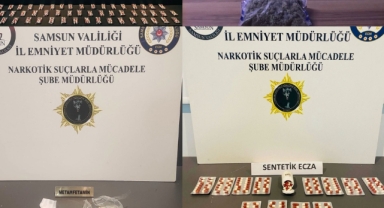 SAMSUN VALİLİĞİ
İL EMNİYET MÜDÜRLÜĞÜ
NARKOTİK SUÇLARLA MÜCADELE
ŞUBE MÜDÜRLÜĞÜ
METAMFETAMİN
İL EMNİYET MÜDÜRLÜĞÜ
NARKOTİK SUÇLARLA MÜCADELE
ŞUBE MÜDÜRLÜĞÜ
SENTETİK ECZA